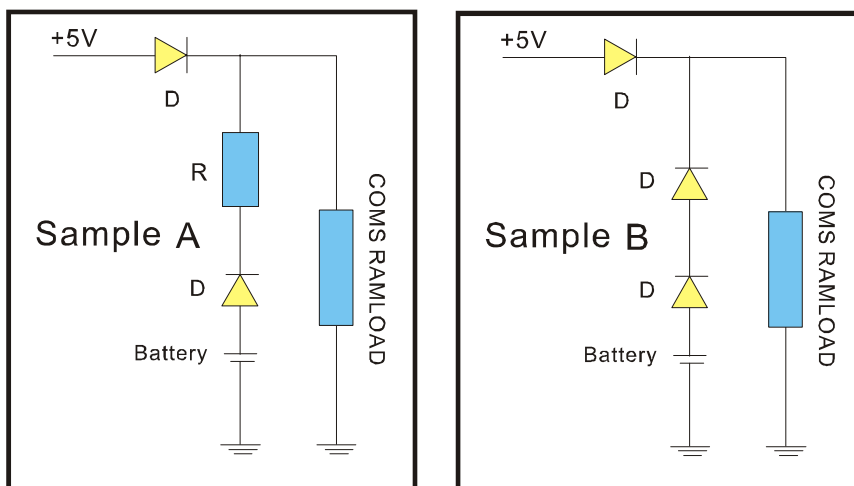 +5V
D
R
Sample A
D
Battery
COMS RAMLOAD
+5V
D
D
Sample B
D
Battery
COMS RAMLOAD